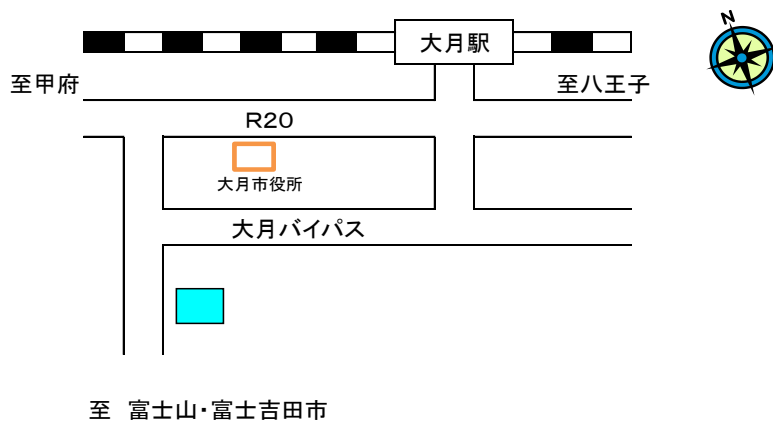 大月駅
N
至甲府
至八王子
R20
大月市役所
大月バイパス
至 富士山・富士吉田市